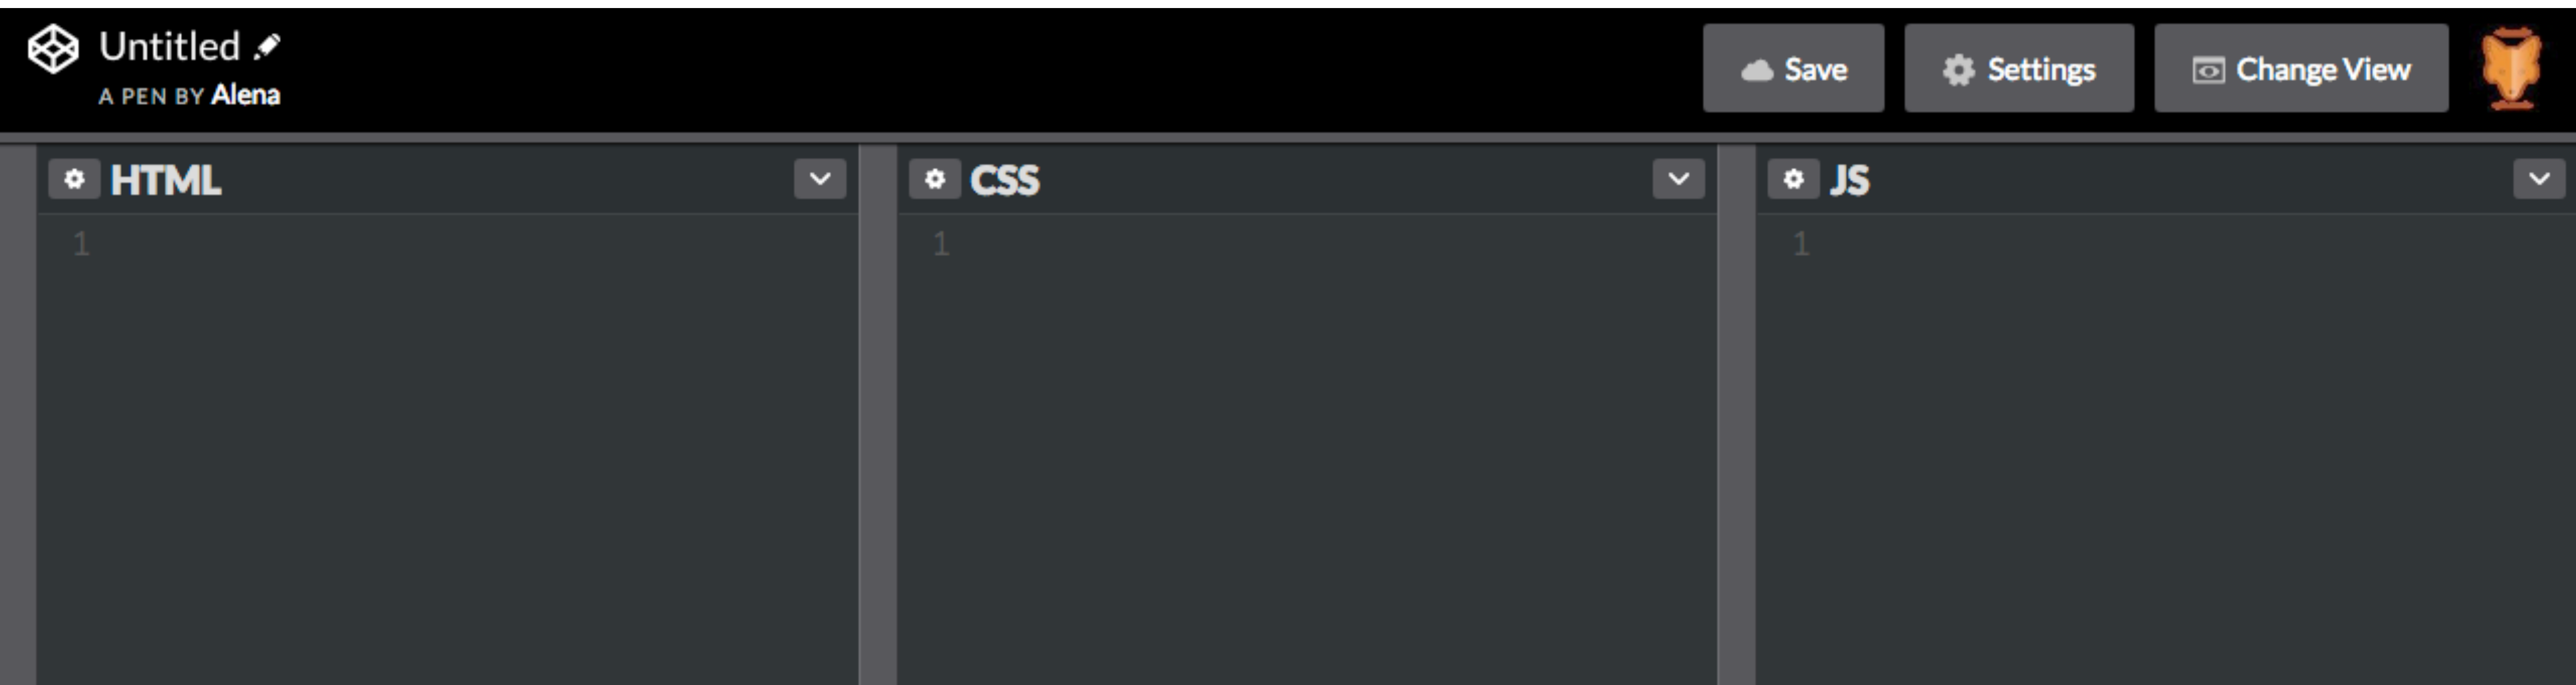 Untitled
A PEN BY Alena
Save
Settings
Change View
HTML
CSS
JS
1
1
1